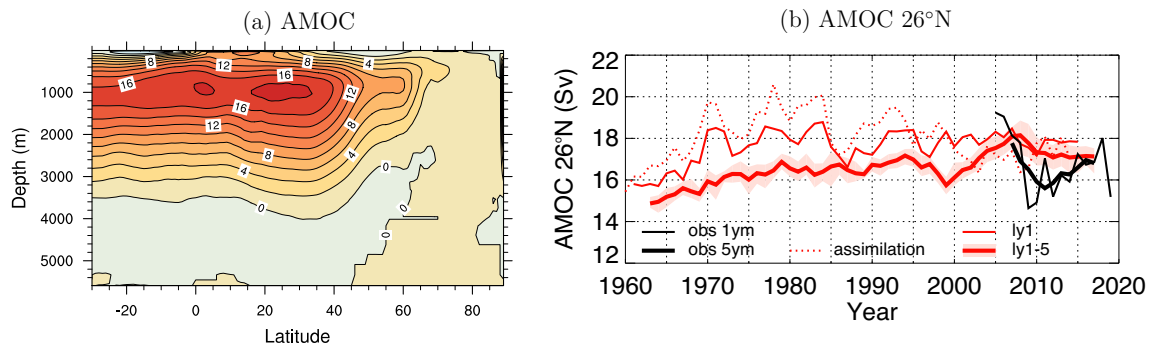 (a) AMOC
8 12 16 8 4
16 12 16 12 8 8 4 4 0 0 0 0
Depth (m)
1000
2000
3000
4000
5000
-20 0 20 40 60 80
Latitude
(b) AMOC 26°N
AMOC 26°N (Sv)
22
20
18
16
14
12
obs 1ym
obs 5ym
assimilation
ly1
ly1-5
1960 1970 1980 1990 2000 2010 2020
Year